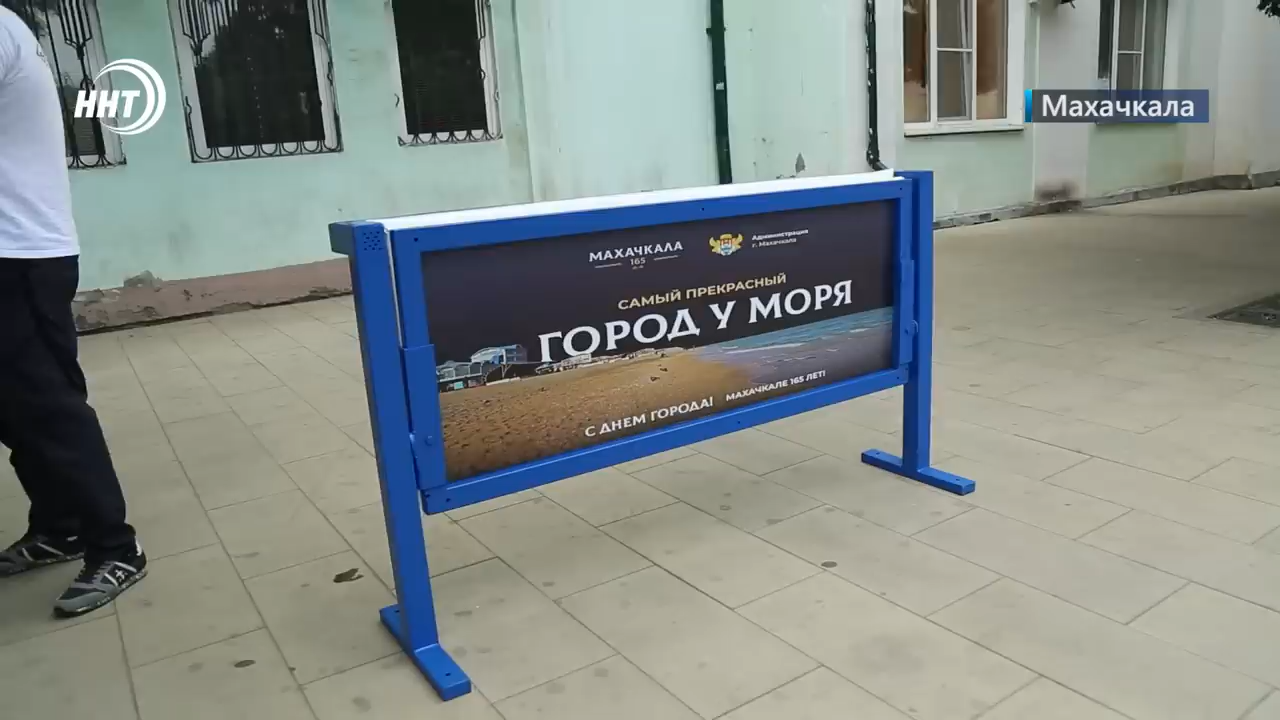 ННТ
Махачкала
МАХАЧКАЛА
165
Администрация
г. Махачкала
САМЫЙ ПРЕКРАСНЫЙ
ГОРОД У МОРЯ
С ДНЕМ ГОРОДА!
МАХАЧКАЛЕ 165 ЛЕТ!